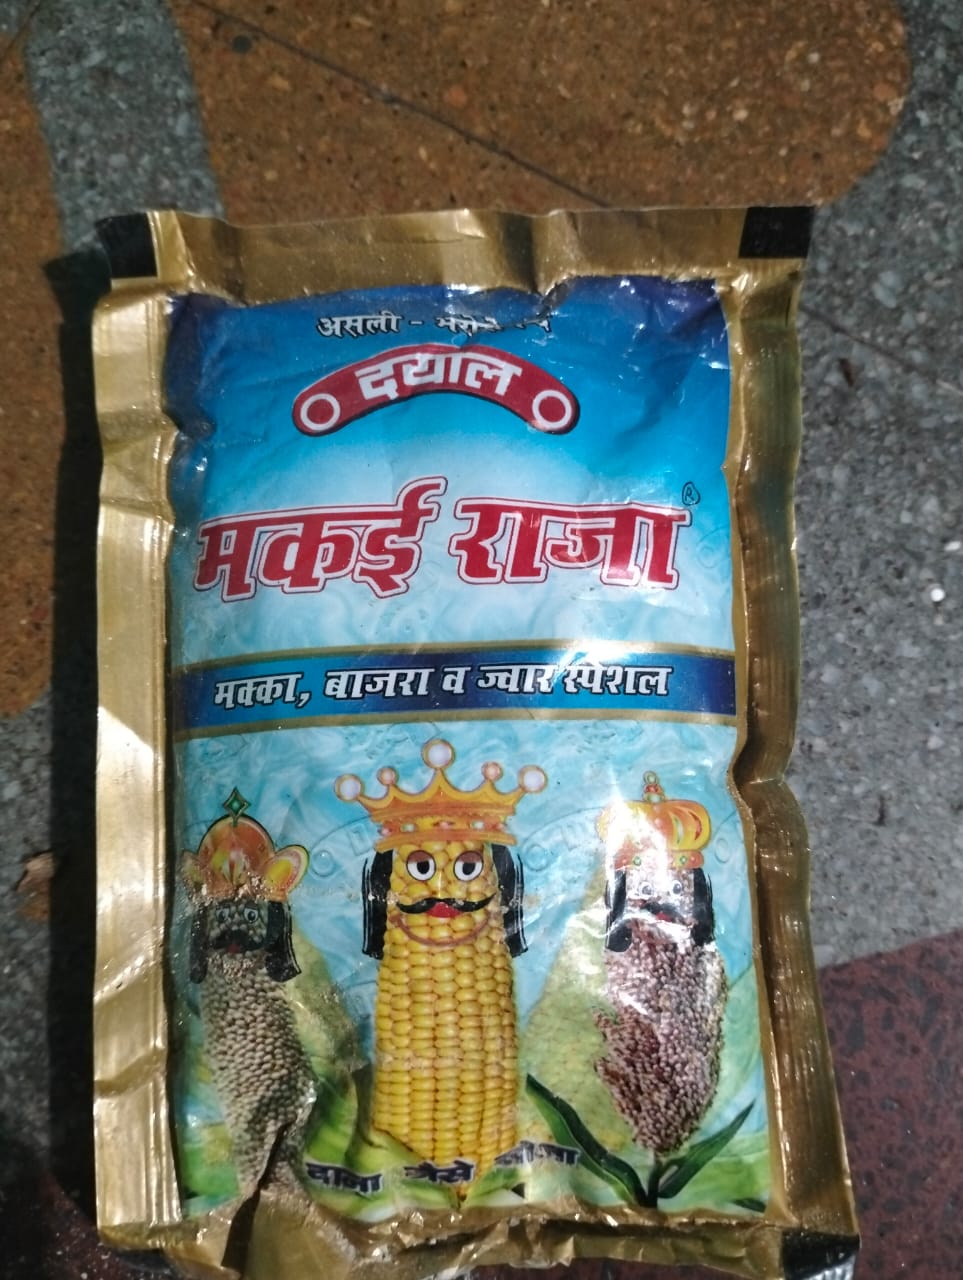 असली -
दयाल
मकई राजा ®
मक्का, बाजरा व ज्वार स्पेशल
दाना जैसे